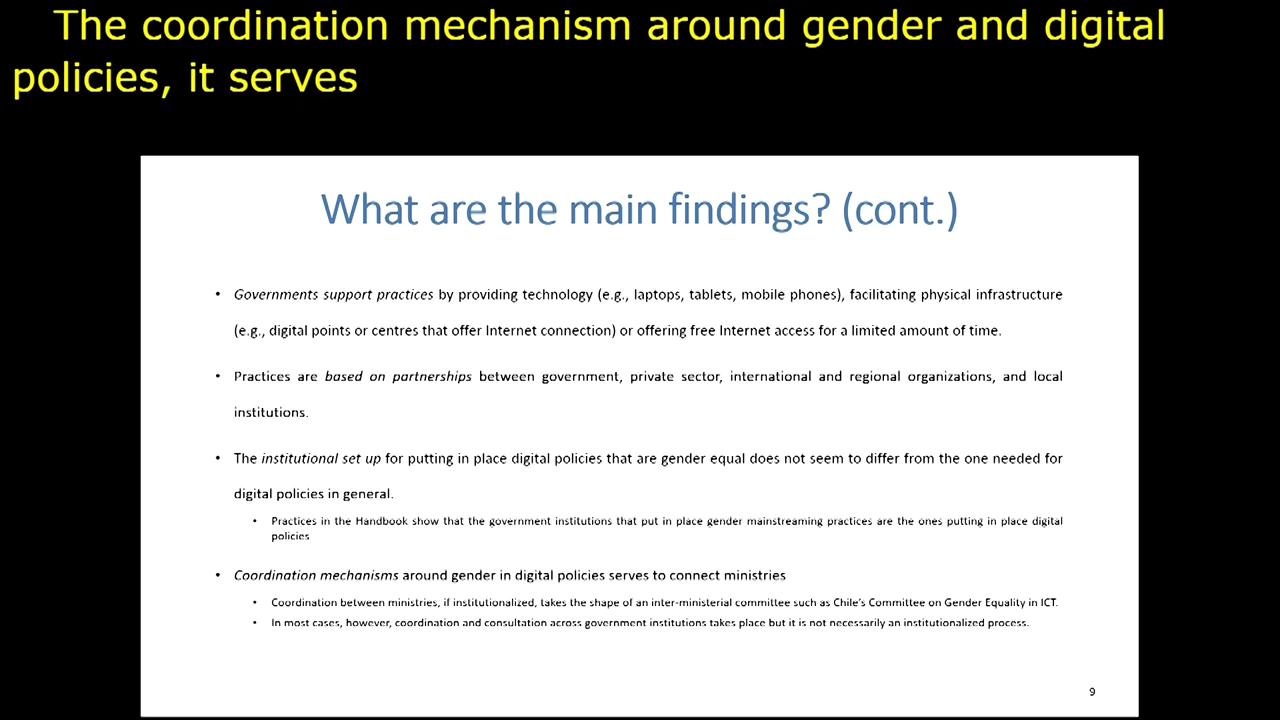 The coordination mechanism around gender and digital
policies, it serves
What are the main findings? (cont.)
• Governments support practices by providing technology (e.g., laptops, tablets, mobile phones), facilitating physical infrastructure
(e.g., digital points or centres that offer Internet connection) or offering free Internet access for a limited amount of time.
• Practices are based on partnerships between government, private sector, international and regional organizations, and local
institutions.
• The institutional set up for putting in place digital policies that are gender equal does not seem to differ from the one needed for
digital policies in general.
• Practices in the Handbook show that the government institutions that put in place gender mainstreaming practices are the ones putting in place digital
policies
• Coordination mechanisms around gender in digital policies serves to connect ministries
• Coordination between ministries, if institutionalized, takes the shape of an inter-ministerial committee such as Chile's Committee on Gender Equality in ICT.
• In most cases, however, coordination and consultation across government institutions takes place but it is not necessarily an institutionalized process.
9